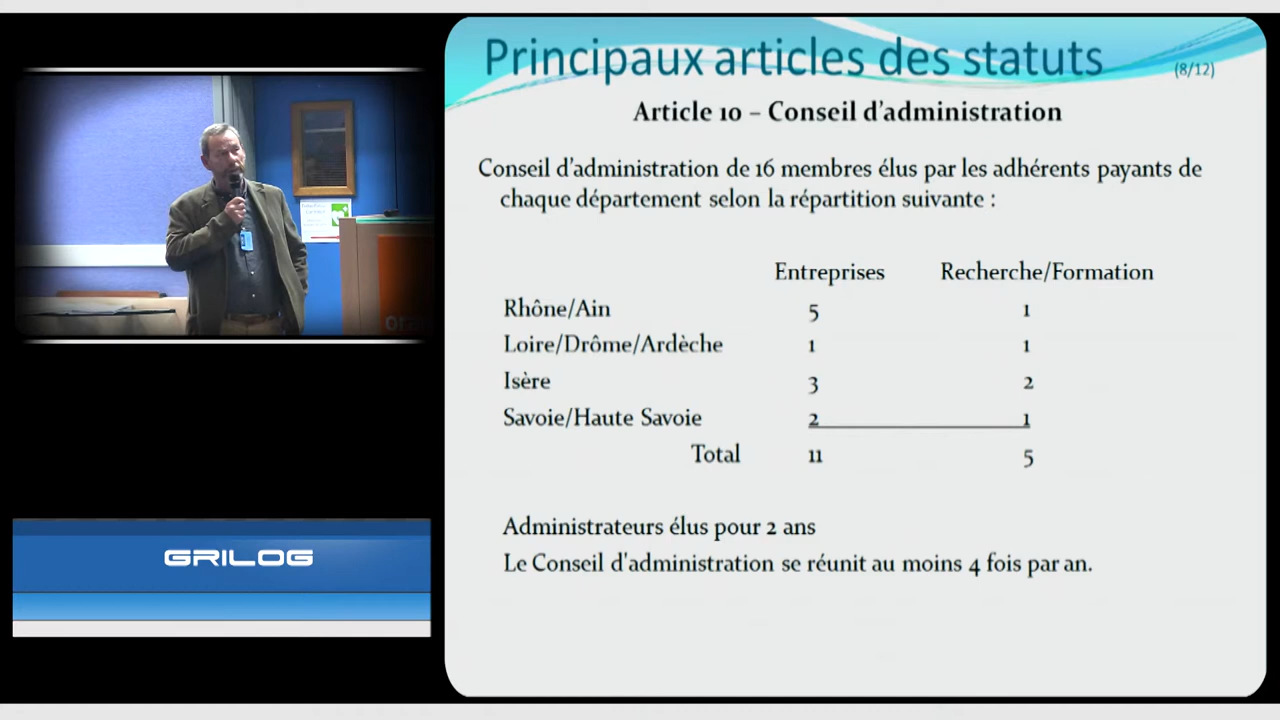 Principaux articles des statuts
(8/12)
Article 10 – Conseil d’administration
Conseil d’administration de 16 membres élus par les adhérents payants de
chaque département selon la répartition suivante :
Entreprises Recherche/Formation
Rhône/Ain 5 1
Loire/Drôme/Ardèche 1 1
Isère 3 2
Savoie/Haute Savoie 2 1
Total 11 5
Administrateurs élus pour 2 ans
Le Conseil d'administration se réunit au moins 4 fois par an.
GRILOG